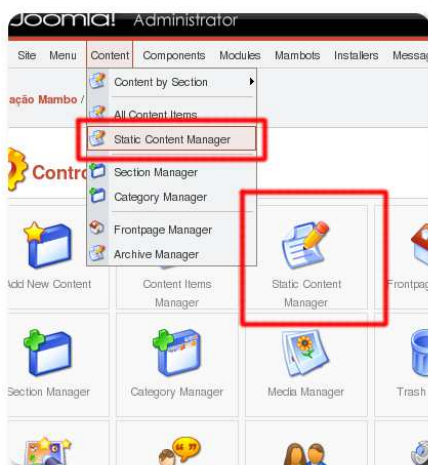 Joomla! Administrator
Site Menu Content Components Modules Mambots Installers Messag
Content by Section
ação Mambo /
All Content Items
Static Content Manager
Contro
Section Manager
Category Manager
Frontpage Manager
Archive Manager
Add New Content
Content Items
Manager
Static Content
Manager
Frontpag
Section Manager
Category Manager
Media Manager
Trash